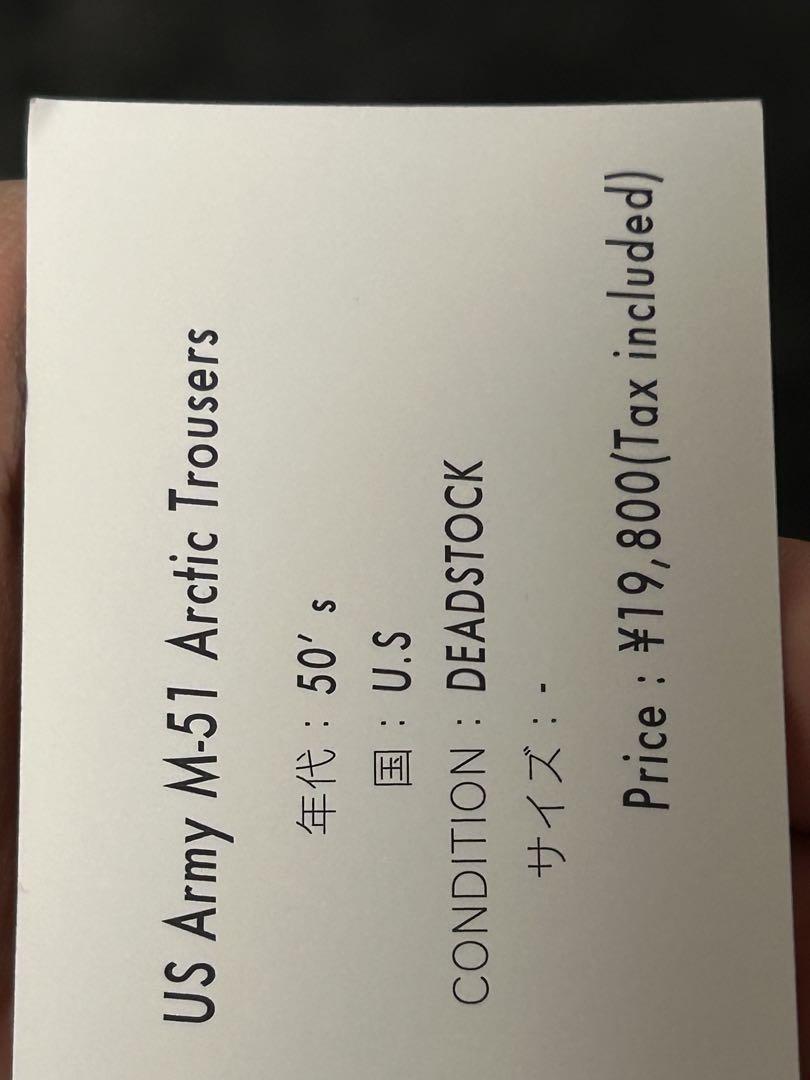 US Army M-51 Arctic Trousers
年代：50's
国：U.S
CONDITION：DEADSTOCK
サイズ：-
Price：¥19,800(Tax included)